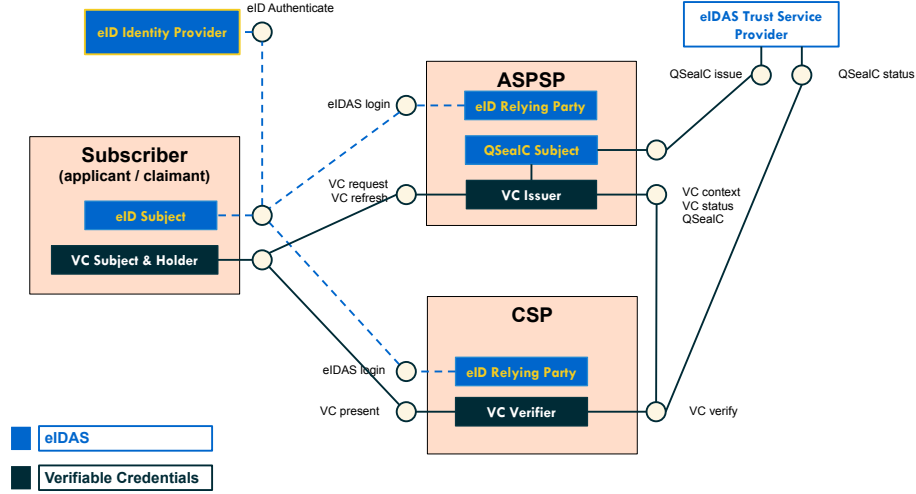 eID Authenticate
eID Identity Provider
eIDAS Trust Service
Provider
QSealC issue
QSealC status
ASPSP
eIDAS login
eID Relying Party
QSealC Subject
VC Issuer
VC request
VC refresh
VC context
VC status
QSealC
Subscriber
(applicant / claimant)
eID Subject
VC Subject & Holder
CSP
eIDAS login
eID Relying Party
VC present
VC Verifier
VC verify
eIDAS
Verifiable Credentials